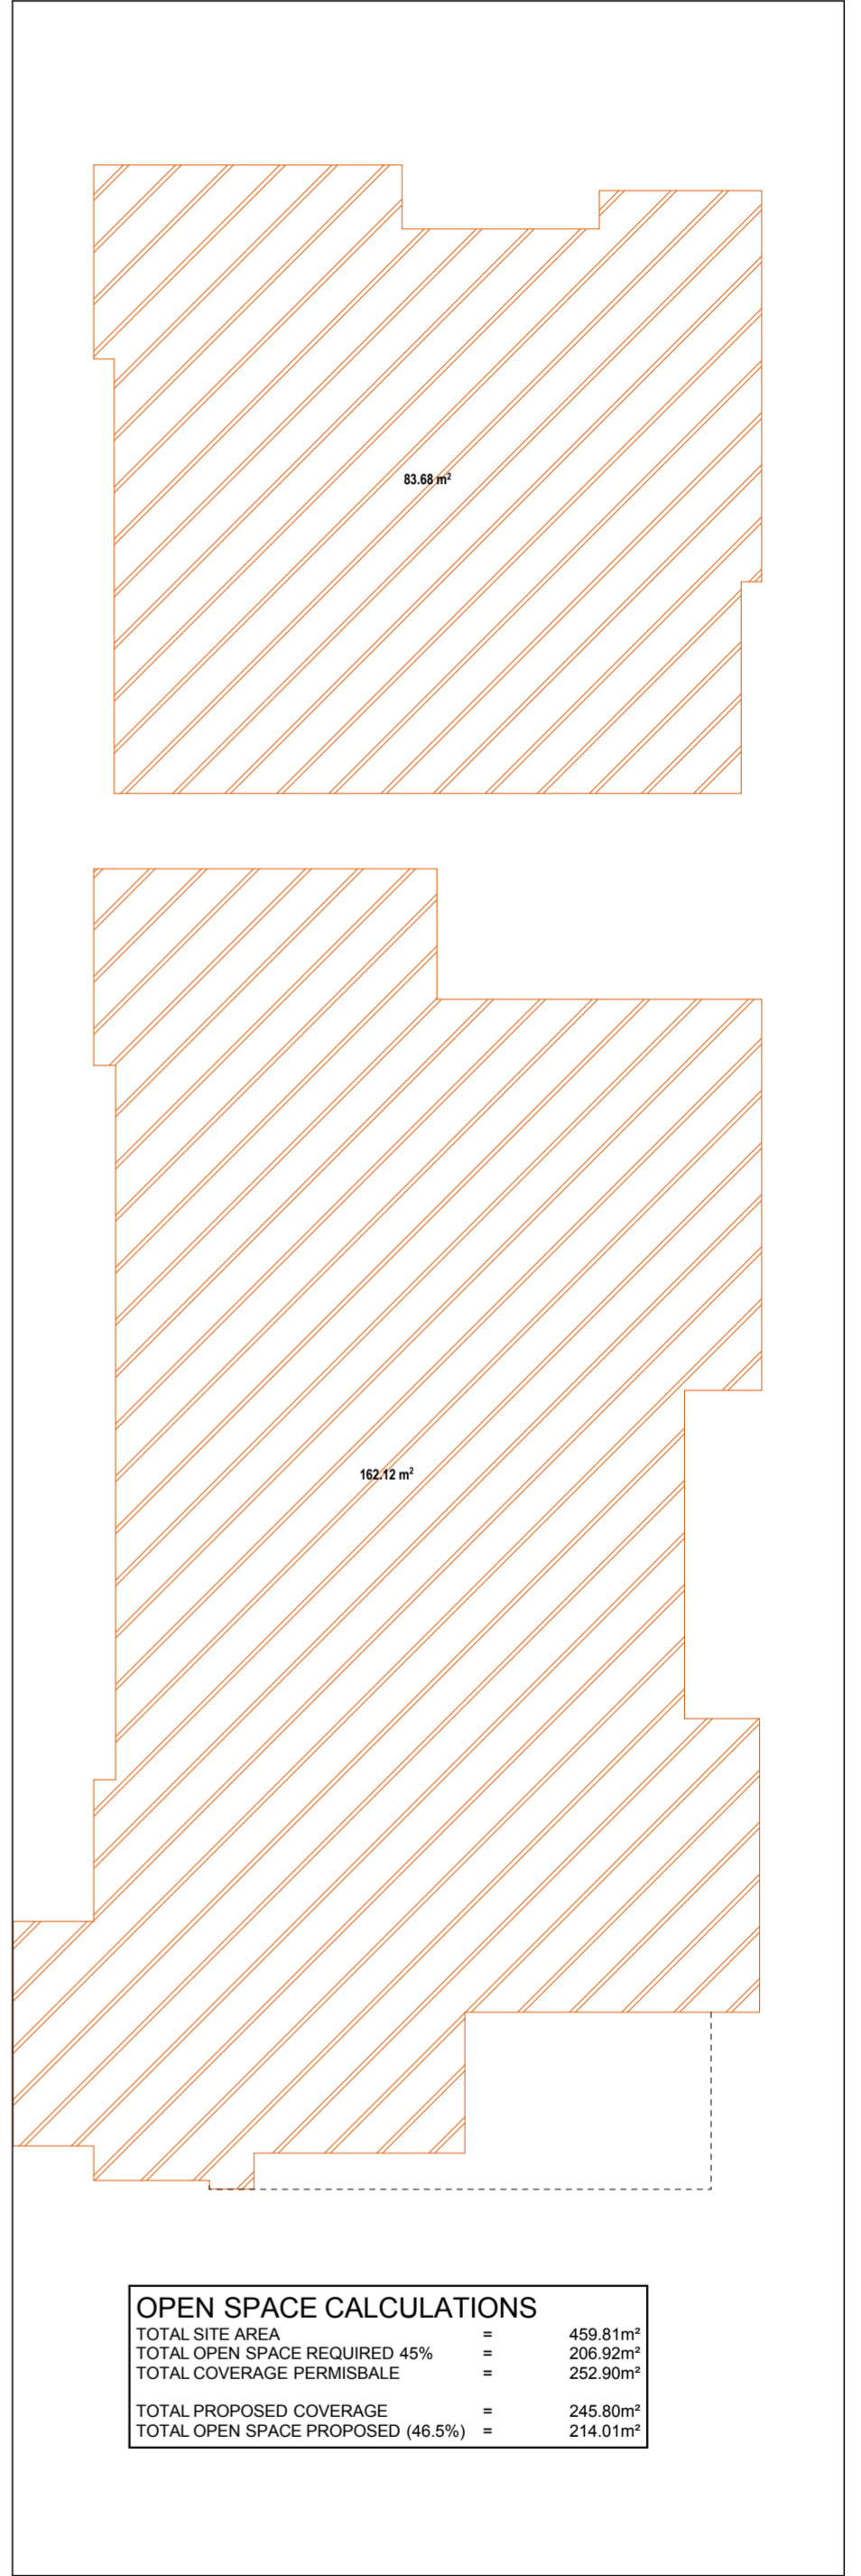 83.68 m²
162.12 m²
OPEN SPACE CALCULATIONS
TOTAL SITE AREA = 459.81m²
TOTAL OPEN SPACE REQUIRED 45% = 206.92m²
TOTAL COVERAGE PERMISBALE = 252.90m²
TOTAL PROPOSED COVERAGE = 245.80m²
TOTAL OPEN SPACE PROPOSED (46.5%) = 214.01m²